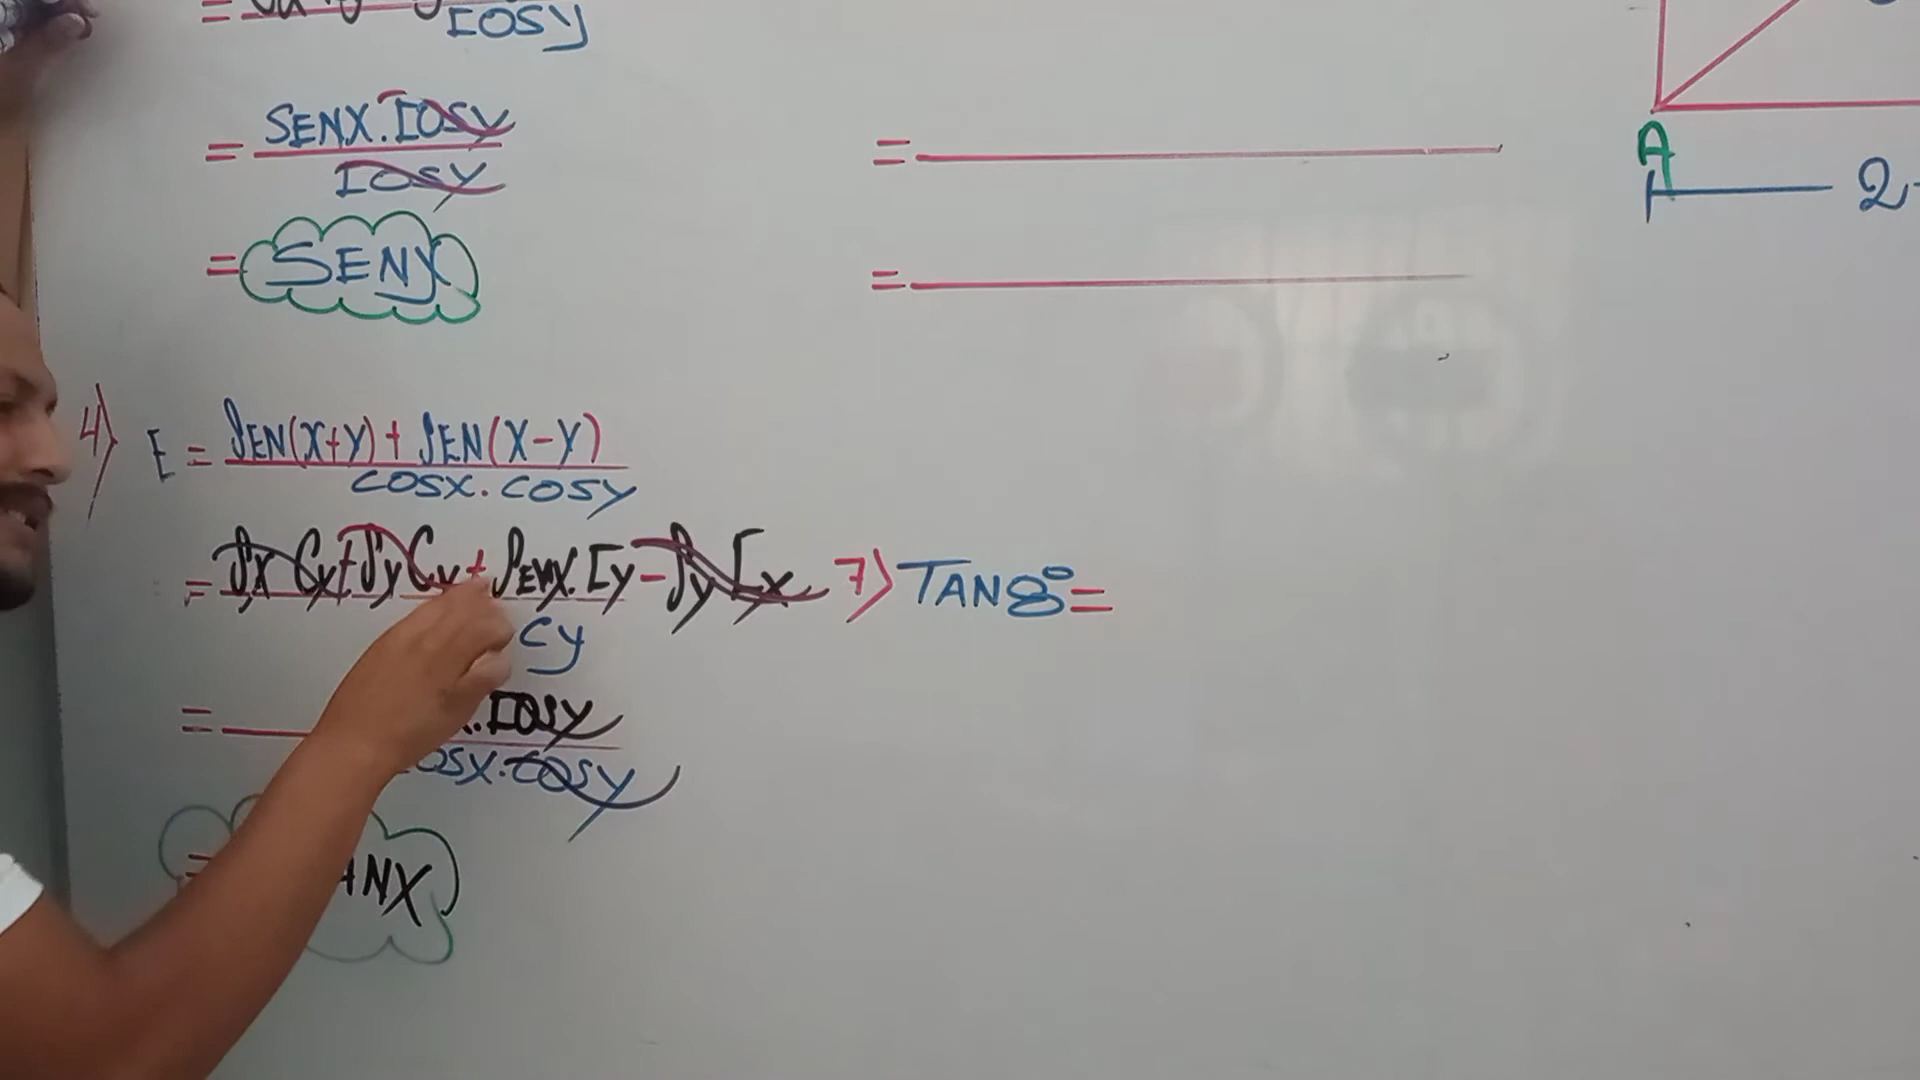 COSY
= SENX.COSY
COSY
= SENX
=
=
A
2
4) E = SEN(X+Y) + SEN(X-Y)
COSX.COSY
= Sx Cy + Sy Cx + SENX.Cy - Sy Cx
Cy
= .COSY
COSX.COSY
= ANX
7) TAN8° =